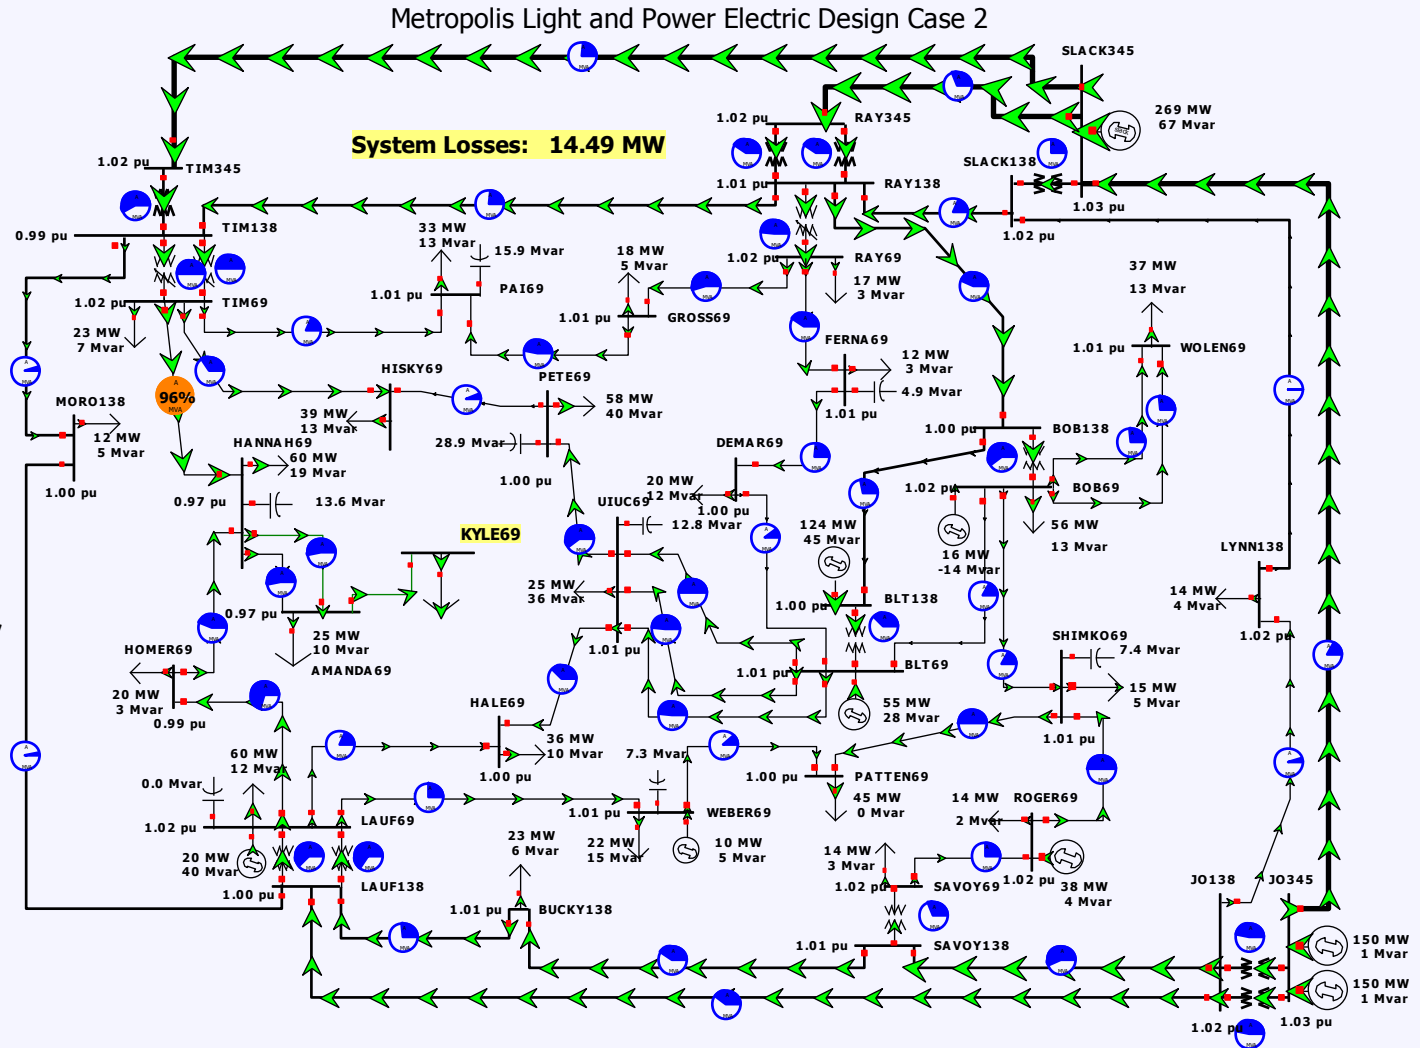 Metropolis Light and Power Electric Design Case 2
SLACK345
269 MW
67 Mvar
1.02 pu
RAY345
System Losses: 14.49 MW
SLACK138
1.02 pu
TIM345
1.01 pu
RAY138
1.03 pu
0.99 pu
TIM138
33 MW
13 Mvar
15.9 Mvar
18 MW
5 Mvar
1.02 pu
RAY69
1.02 pu
37 MW
13 Mvar
17 MW
3 Mvar
1.02 pu
TIM69
1.01 pu
PAI69
1.01 pu
GROSS69
23 MW
7 Mvar
FERNA69
12 MW
3 Mvar
4.9 Mvar
1.01 pu
1.01 pu
WOLEN69
HISKY69
PETE69
58 MW
40 Mvar
A
96%
MVA
MORO138
12 MW
5 Mvar
1.00 pu
39 MW
13 Mvar
28.9 Mvar
1.00 pu
HANNAH69
60 MW
19 Mvar
13.6 Mvar
0.97 pu
DEMAR69
20 MW
12 Mvar
1.00 pu
1.00 pu
BOB138
1.02 pu
BOB69
56 MW
13 Mvar
UIUC69
12.8 Mvar
KYLE69
124 MW
45 Mvar
16 MW
-14 Mvar
LYNN138
14 MW
4 Mvar
1.02 pu
25 MW
36 Mvar
1.01 pu
1.00 pu
BLT138
0.97 pu
25 MW
10 Mvar
AMANDA69
1.01 pu
BLT69
55 MW
28 Mvar
SHIMKO69
7.4 Mvar
15 MW
5 Mvar
1.01 pu
HOMER69
20 MW
3 Mvar
0.99 pu
HALE69
36 MW
10 Mvar
1.00 pu
60 MW
12 Mvar
0.0 Mvar
7.3 Mvar
1.00 pu
PATTEN69
45 MW
0 Mvar
1.02 pu
LAUF69
1.01 pu
WEBER69
14 MW
2 Mvar
ROGER69
20 MW
40 Mvar
23 MW
6 Mvar
22 MW
15 Mvar
10 MW
5 Mvar
14 MW
3 Mvar
1.02 pu
38 MW
4 Mvar
1.00 pu
LAUF138
1.02 pu
SAVOY69
JO138
JO345
1.01 pu
BUCKY138
1.01 pu
SAVOY138
150 MW
1 Mvar
150 MW
1 Mvar
1.02 pu
1.03 pu